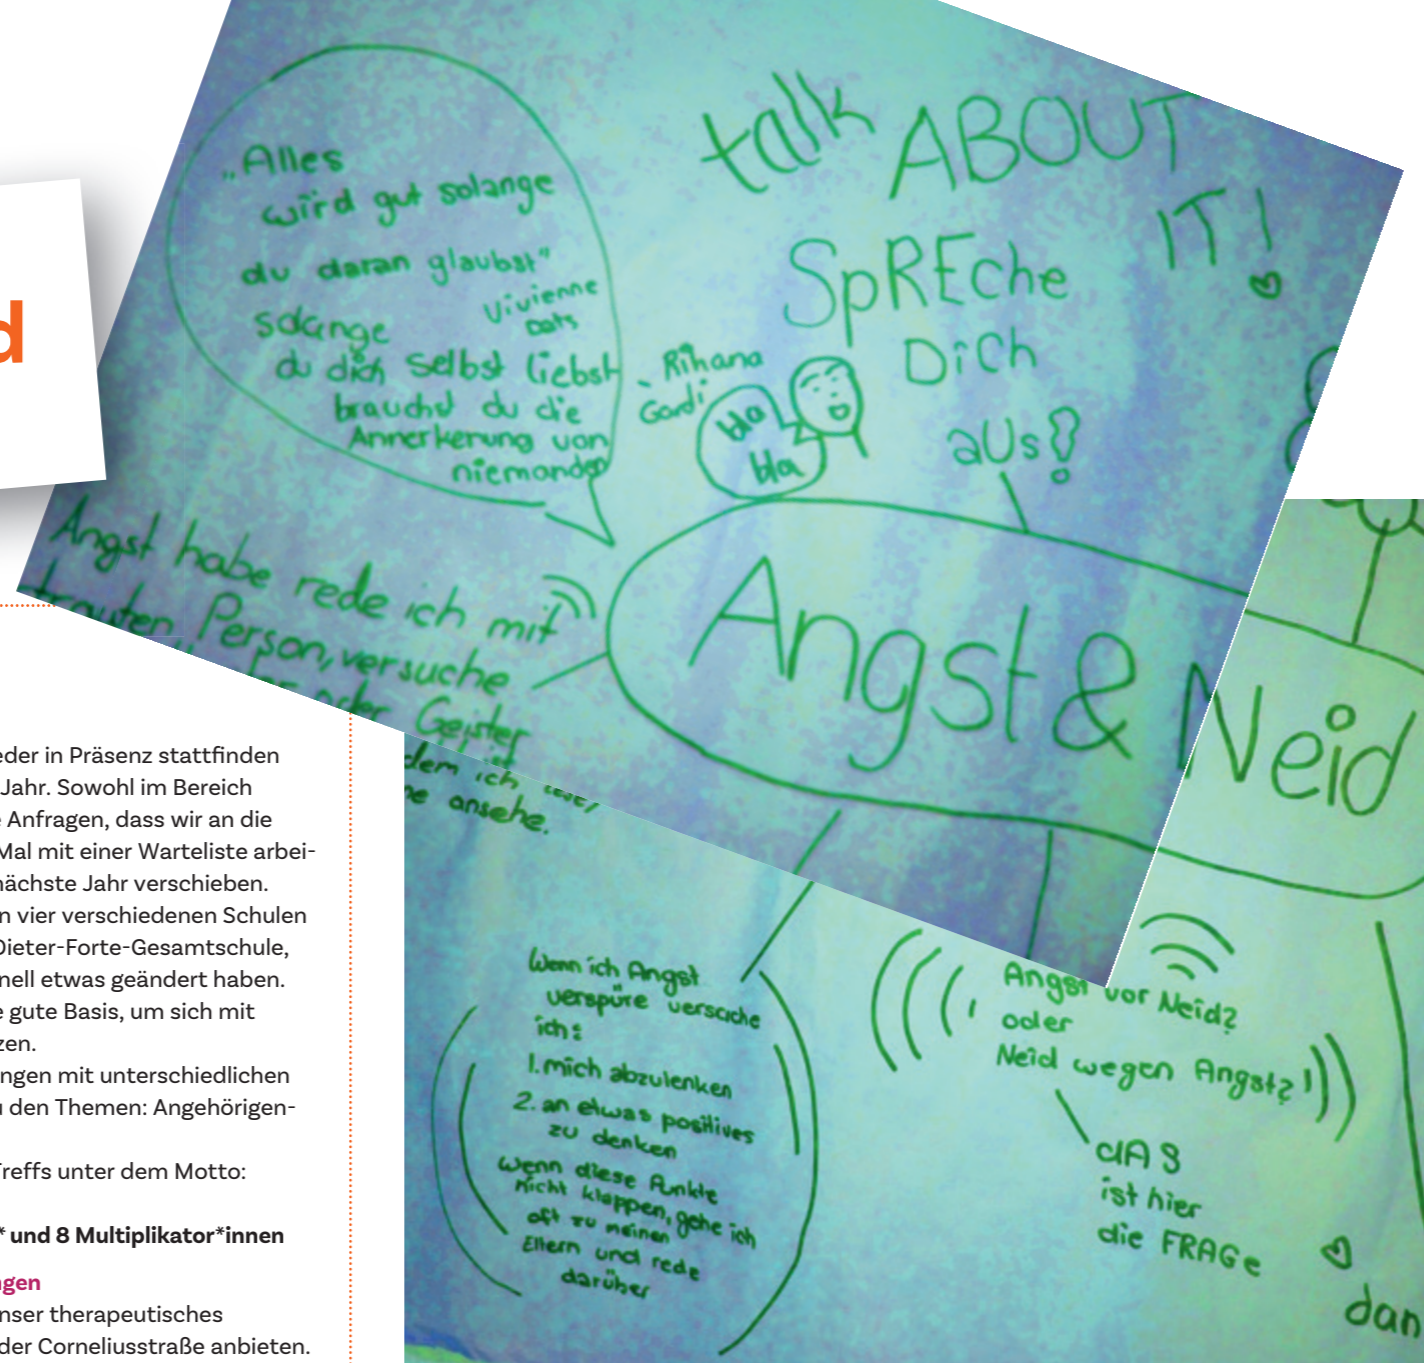 „Alles
wird gut solange
du daran glaubst"
Vivienne
Dats
solange
du dich selbst liebst
brauchst du die
Annerkenung von
niemanden
- Rihana
Gardi
talk ABOUT
IT!
SpREche
DiCh
aUs!
bla
bla
Angst & Neid
Angst habe rede ich mit
trauten Person, versuche
oder Geister
dem ich
ne ansehe.
d
eder in Präsenz stattfinden
Jahr. Sowohl im Bereich
e Anfragen, dass wir an die
Mal mit einer Warteliste arbei-
nächste Jahr verschieben.
n vier verschiedenen Schulen
Dieter-Forte-Gesamtschule,
nell etwas geändert haben.
e gute Basis, um sich mit
zen.
ngen mit unterschiedlichen
u den Themen: Angehörigen-
Treffs unter dem Motto:
* und 8 Multiplikator*innen
gen
nser therapeutisches
der Corneliusstraße anbieten.
Wenn ich Angst
verspüre versuche
ich:
1. mich abzulenken
2. an etwas positives
zu denken
wenn diese Punkte
nicht klappen, gehe ich
oft zu meinen
Eltern und rede
darüber
Angst vor Neid?
oder
Neid wegen Angst?
dAS
ist hier
die FRAGe
dan